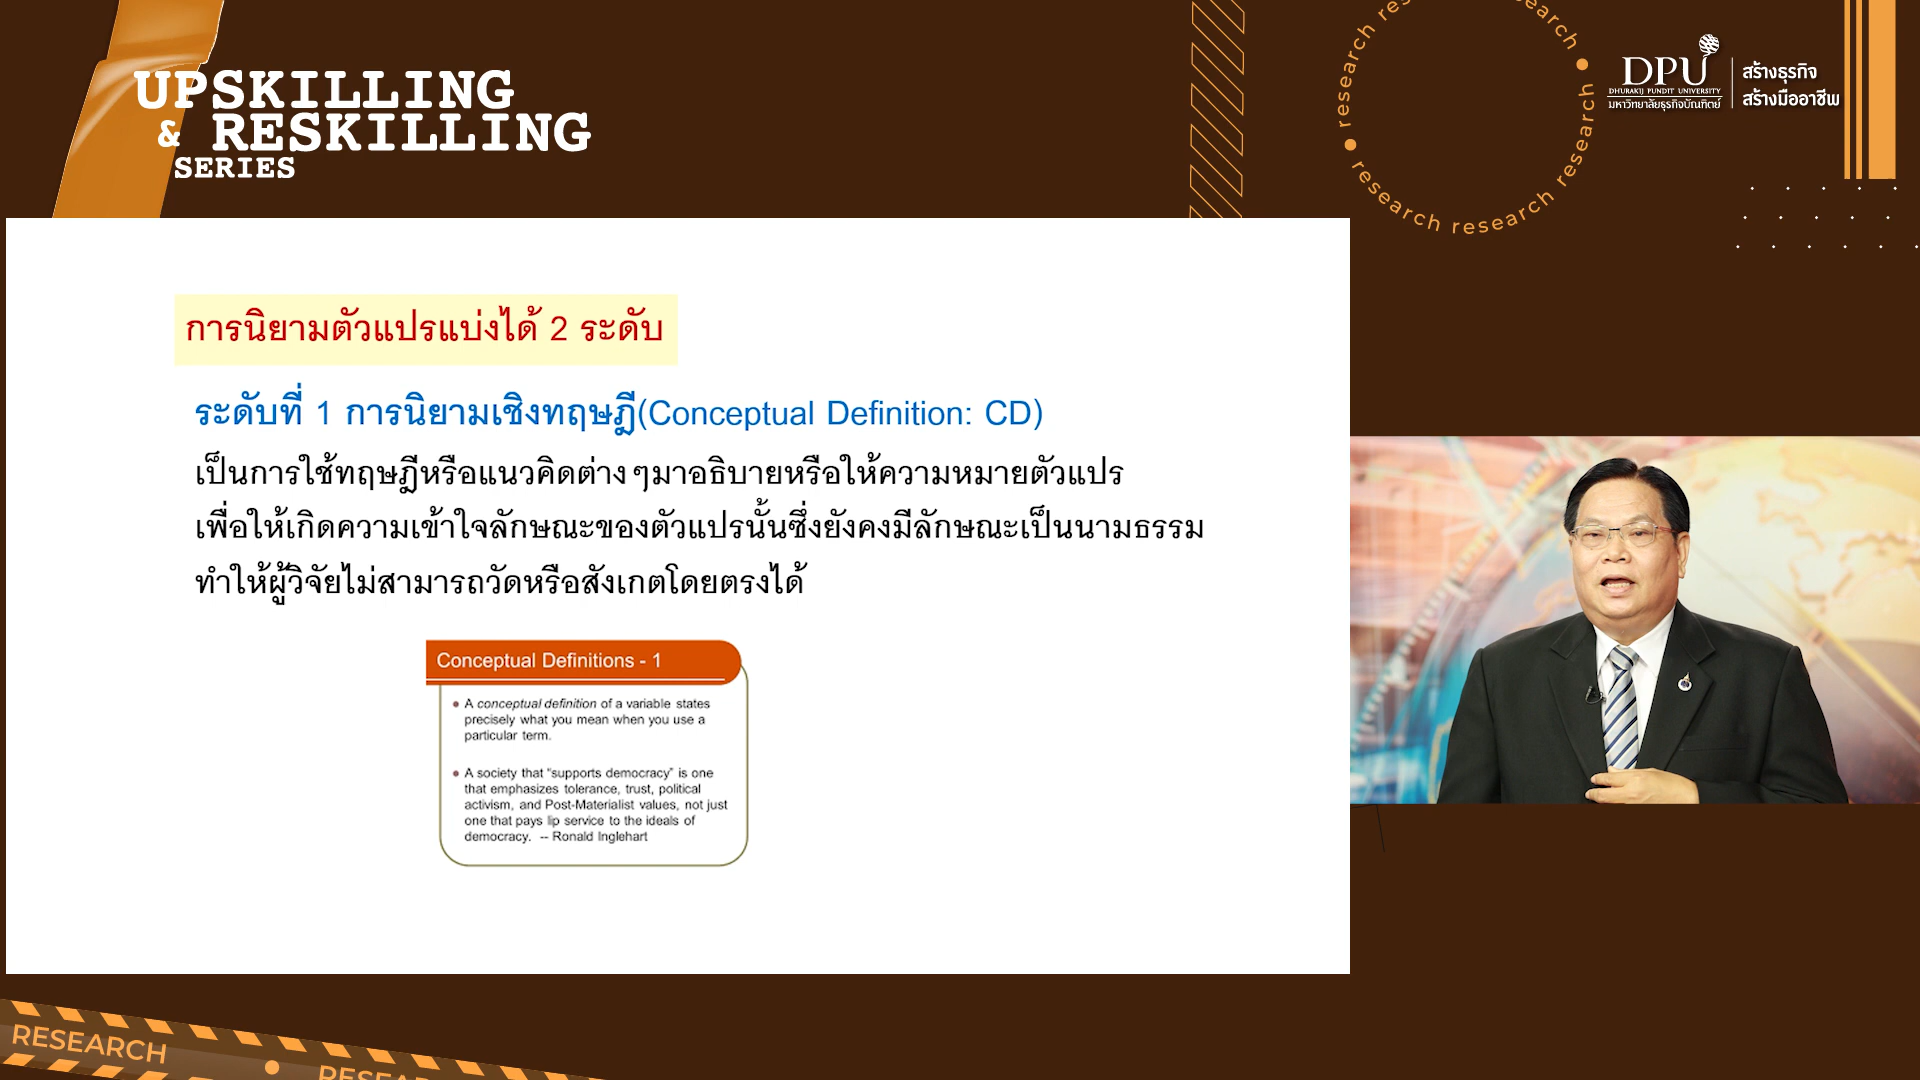 UPSKILLING
& RESKILLING
SERIES
research research research research research
DPU
DHURAKIJ PUNDIT UNIVERSITY
มหาวิทยาลัยธุรกิจบัณฑิตย์
สร้างธุรกิจ
สร้างมืออาชีพ
การนิยามตัวแปรแบ่งได้ 2 ระดับ
ระดับที่ 1 การนิยามเชิงทฤษฎี(Conceptual Definition: CD)
เป็นการใช้ทฤษฎีหรือแนวคิดต่างๆมาอธิบายหรือให้ความหมายตัวแปร
เพื่อให้เกิดความเข้าใจลักษณะของตัวแปรนั้นซึ่งยังคงมีลักษณะเป็นนามธรรม
ทำให้ผู้วิจัยไม่สามารถวัดหรือสังเกตโดยตรงได้
Conceptual Definitions - 1
• A conceptual definition of a variable states
precisely what you mean when you use a
particular term.
• A society that “supports democracy” is one
that emphasizes tolerance, trust, political
activism, and Post-Materialist values, not just
one that pays lip service to the ideals of
democracy. -- Ronald Inglehart
RESEARCH